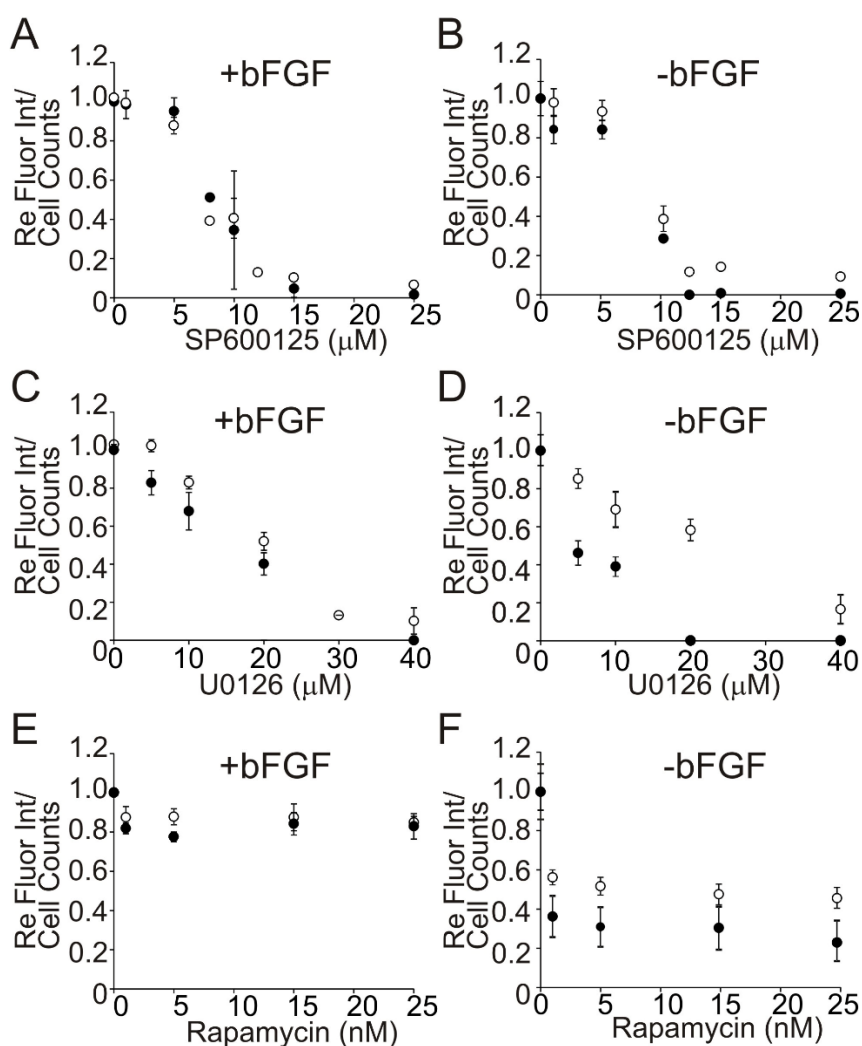 A
+bFGF
Re Fluor Int/
Cell Counts
1.2
1.0
0.8
0.6
0.4
0.2
0
0 5 10 15 20 25
SP600125 (μM)
B
-bFGF
Re Fluor Int/
Cell Counts
1.2
1.0
0.8
0.6
0.4
0.2
0
0 5 10 15 20 25
SP600125 (μM)
C
+bFGF
Re Fluor Int/
Cell Counts
1.2
1.0
0.8
0.6
0.4
0.2
0
0 10 20 30 40
U0126 (μM)
D
-bFGF
Re Fluor Int/
Cell Counts
1.2
1.0
0.8
0.6
0.4
0.2
0
0 10 20 30 40
U0126 (μM)
E
+bFGF
Re Fluor Int/
Cell Counts
1.2
1.0
0.8
0.6
0.4
0.2
0
0 5 10 15 20 25
Rapamycin (nM)
F
-bFGF
Re Fluor Int/
Cell Counts
1.2
1.0
0.8
0.6
0.4
0.2
0
0 5 10 15 20 25
Rapamycin (nM)